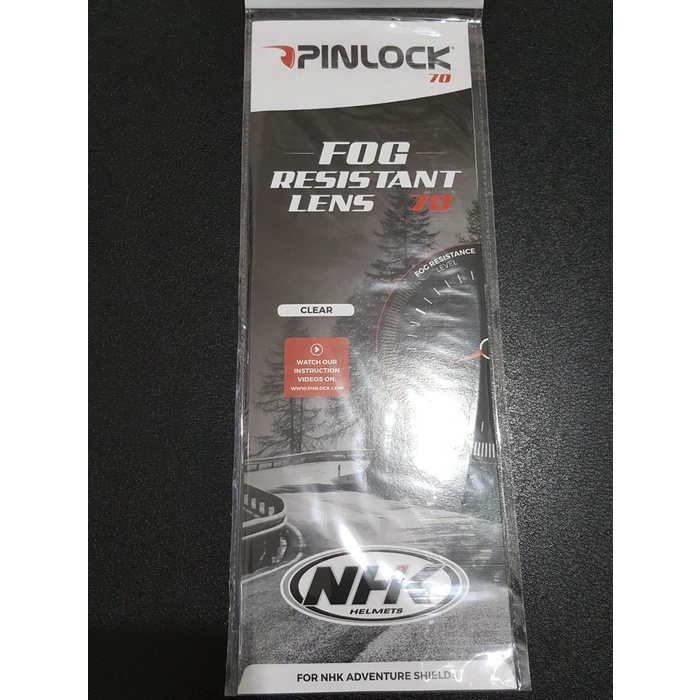 PINLOCK®
70
FOG
RESISTANT
LENS 70
FOG RESISTANCE
LEVEL
CLEAR
WATCH OUR
INSTRUCTION
VIDEOS ON
WWW.PINLOCK.COM
NHK
HELMETS
FOR NHK ADVENTURE SHIELDS